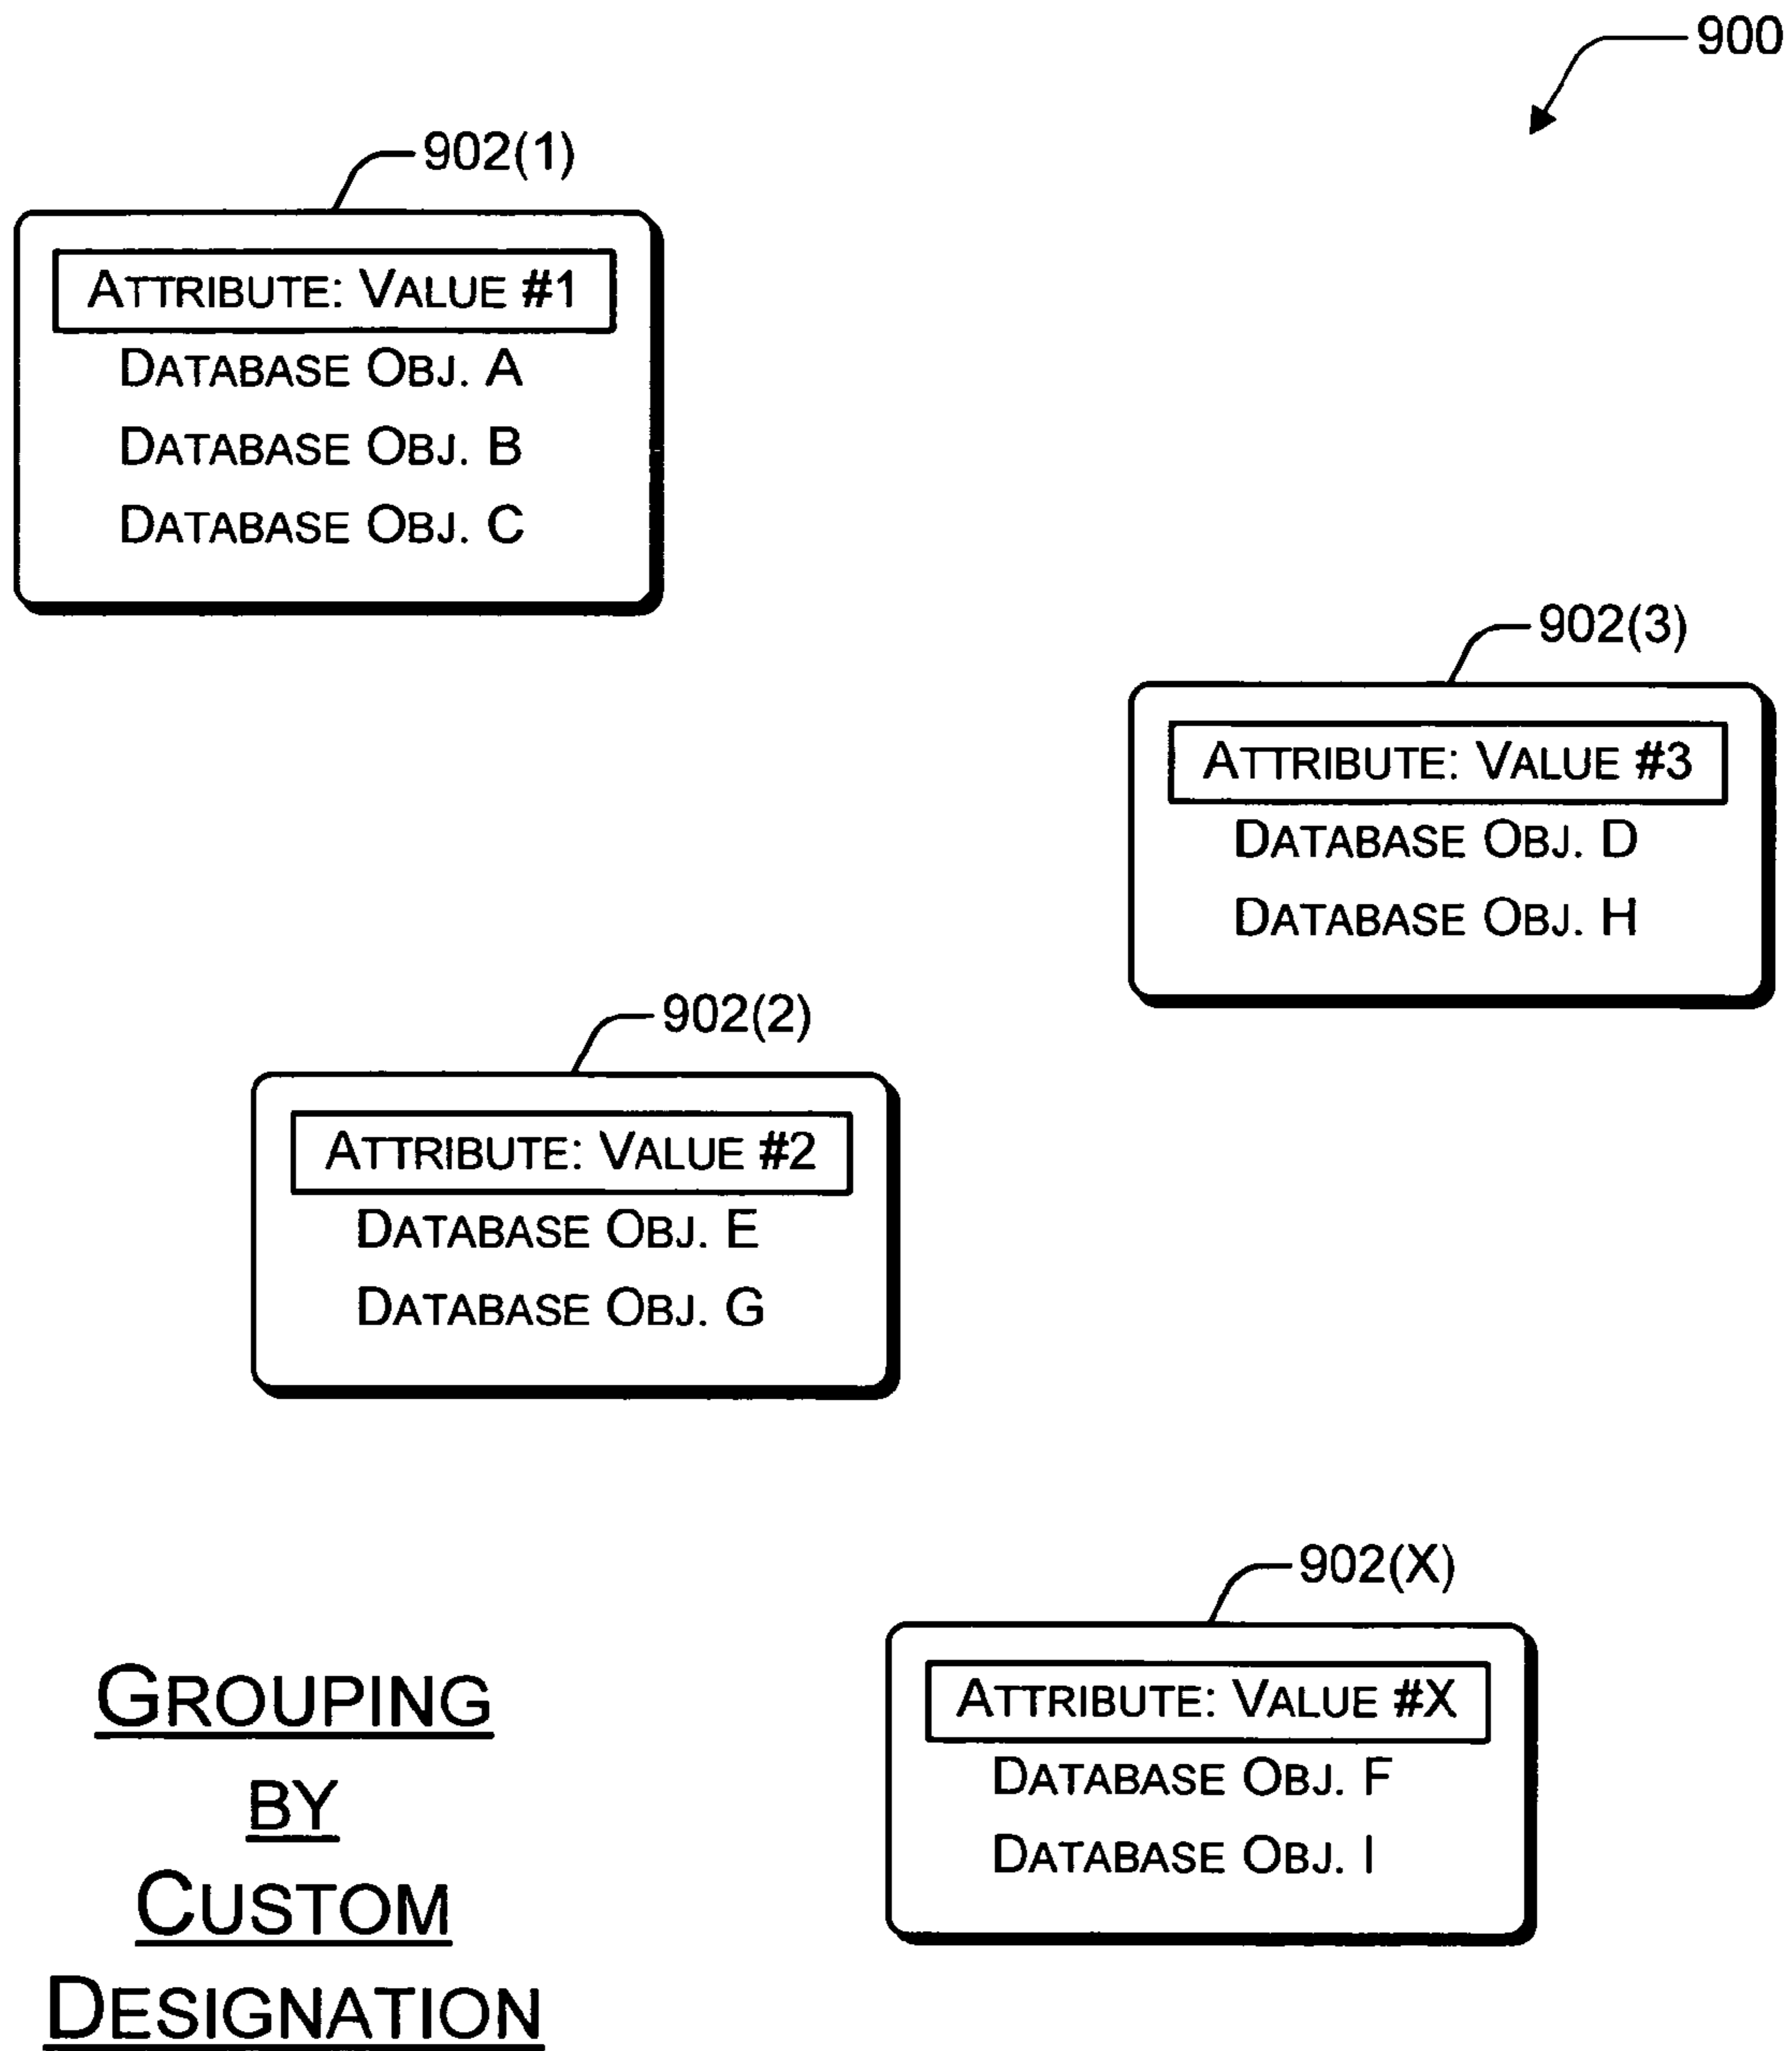 900
902(1)
ATTRIBUTE: VALUE #1
DATABASE OBJ. A
DATABASE OBJ. B
DATABASE OBJ. C
902(3)
ATTRIBUTE: VALUE #3
DATABASE OBJ. D
DATABASE OBJ. H
902(2)
ATTRIBUTE: VALUE #2
DATABASE OBJ. E
DATABASE OBJ. G
902(X)
ATTRIBUTE: VALUE #X
DATABASE OBJ. F
DATABASE OBJ. I
GROUPING
BY
CUSTOM
DESIGNATION